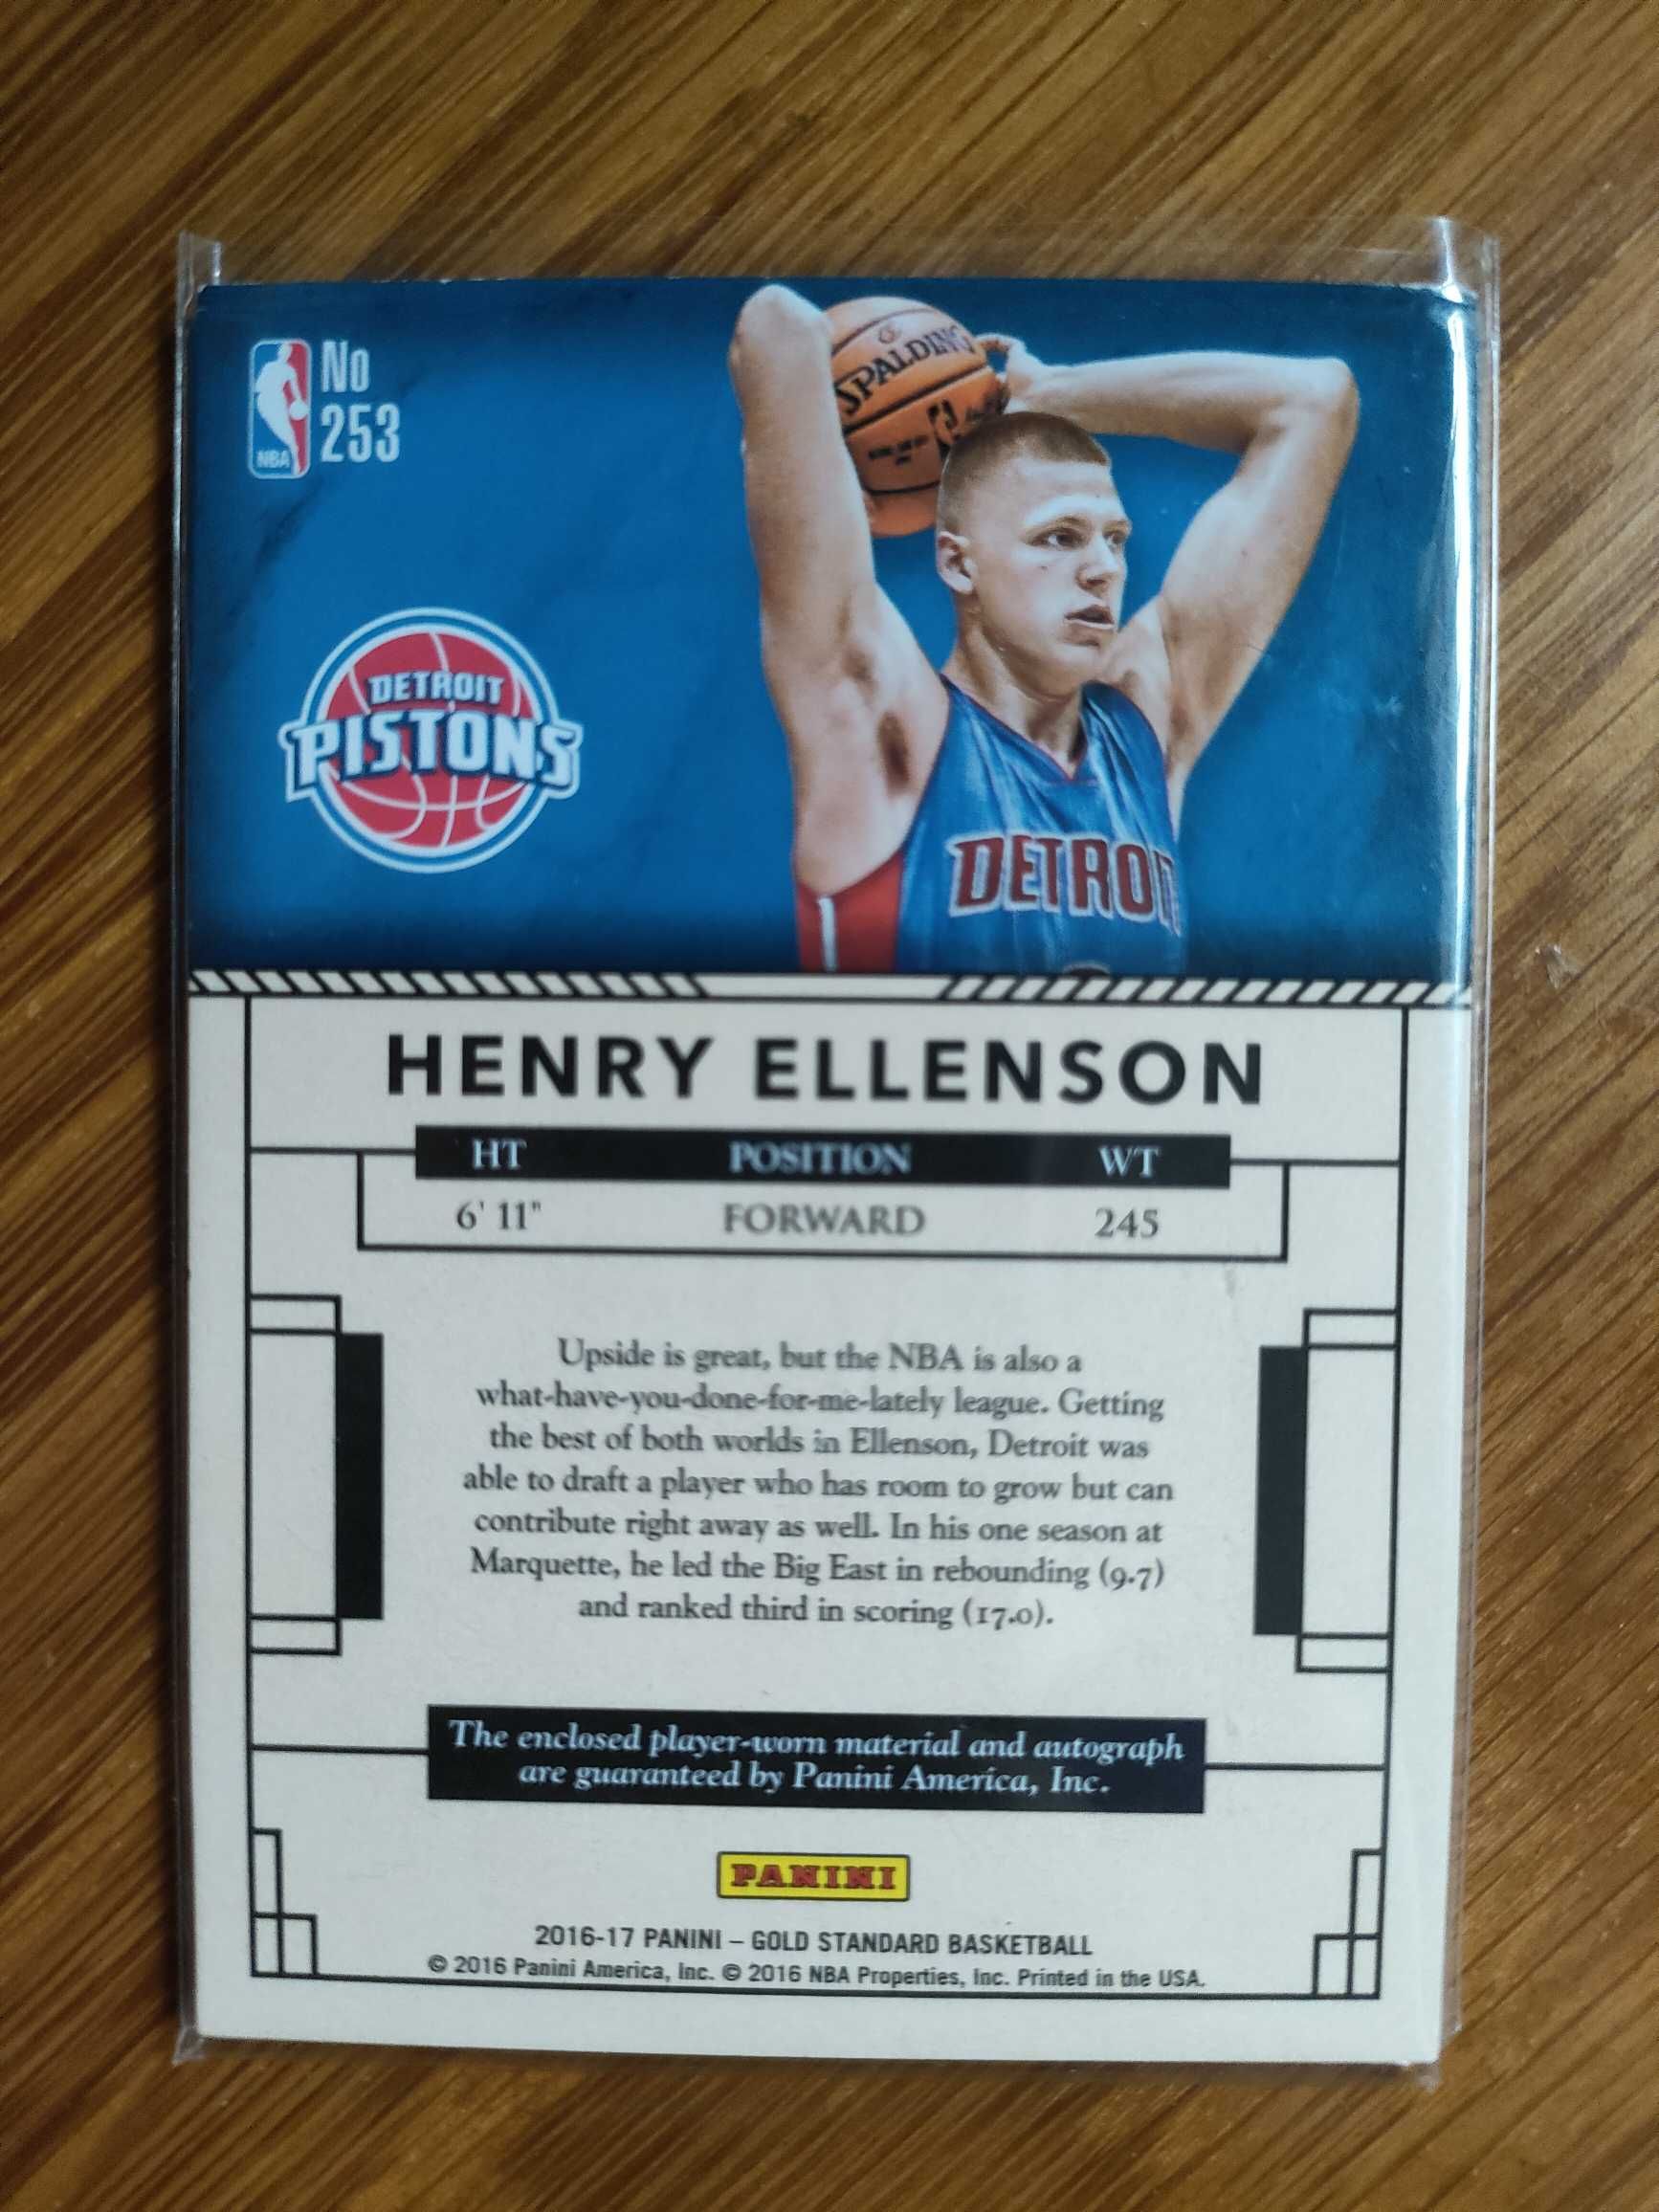 No
253
NBA
SPALDING
DETROIT
PISTONS
DETROIT
HENRY ELLENSON
HT POSITION WT
6' 11" FORWARD 245
Upside is great, but the NBA is also a
what-have-you-done-for-me-lately league. Getting
the best of both worlds in Ellenson, Detroit was
able to draft a player who has room to grow but can
contribute right away as well. In his one season at
Marquette, he led the Big East in rebounding (9.7)
and ranked third in scoring (17.0).
The enclosed player-worn material and autograph
are guaranteed by Panini America, Inc.
PANINI
2016-17 PANINI – GOLD STANDARD BASKETBALL
© 2016 Panini America, Inc. © 2016 NBA Properties, Inc. Printed in the USA.